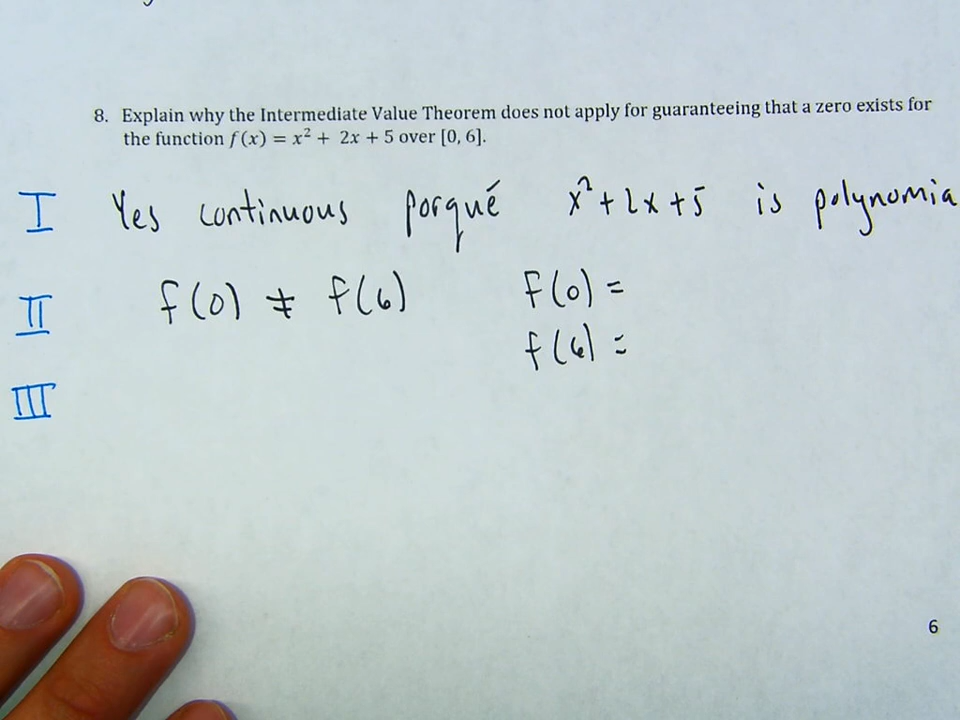 8. Explain why the Intermediate Value Theorem does not apply for guaranteeing that a zero exists for
the function f(x) = x² + 2x + 5 over [0, 6].
I Yes continuous porqué x²+2x+5 is polynomia
II f(0) ≠ f(6) f(0) =
f(6) =
III
6